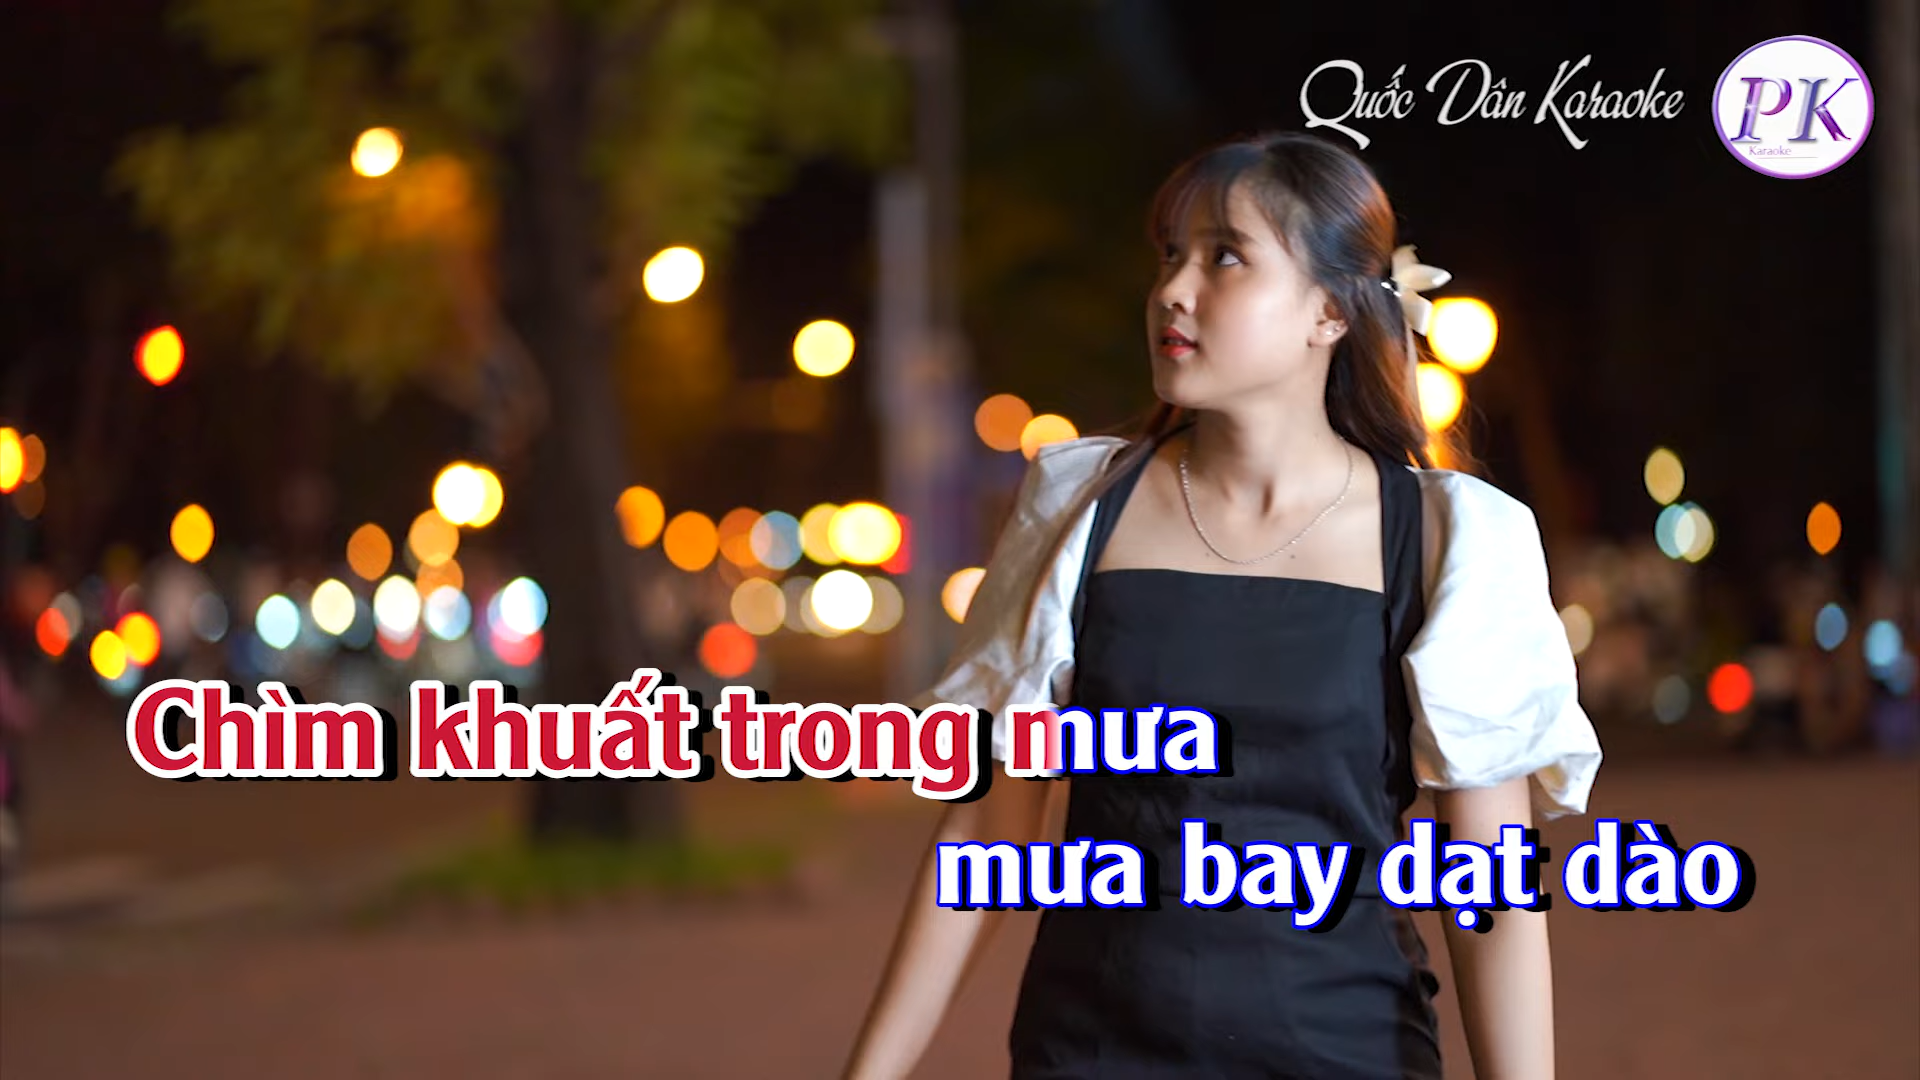 Quốc Dân Karaoke
PK
Karaoke
Chìm khuất trong mưa
mưa bay dạt dào